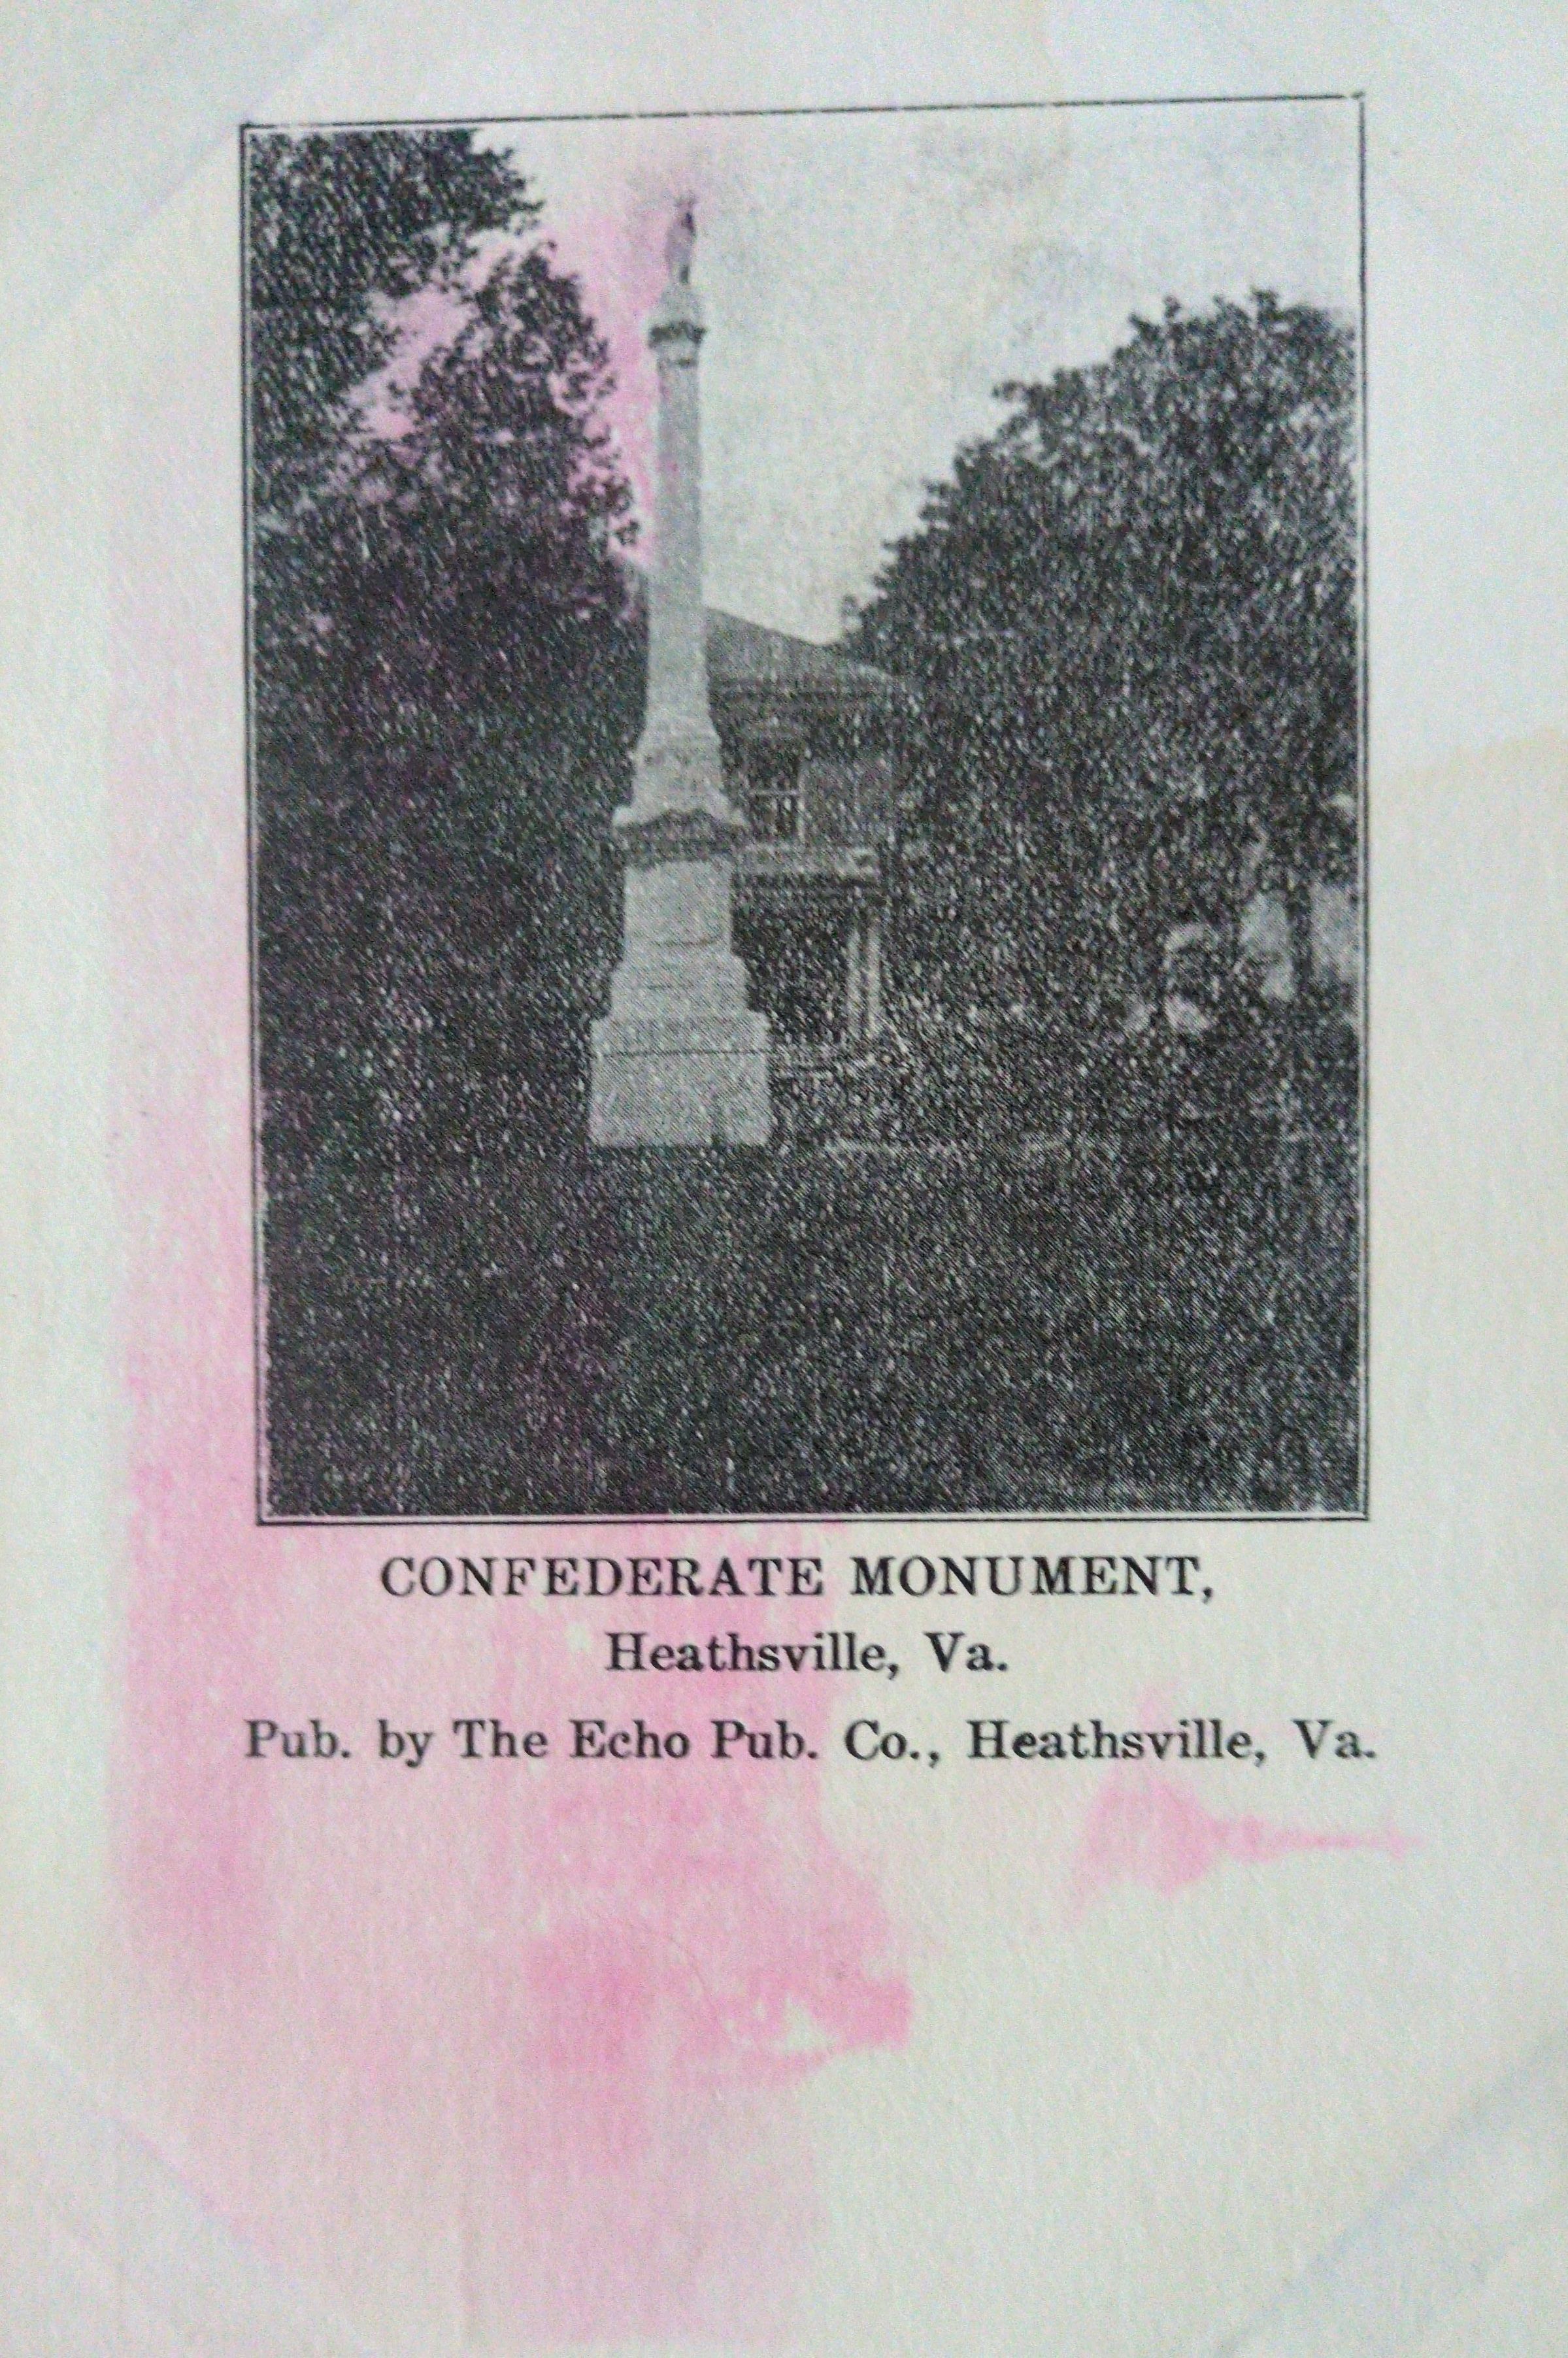 CONFEDERATE MONUMENT,
Heathsville, Va.
Pub. by The Echo Pub. Co., Heathsville, Va.